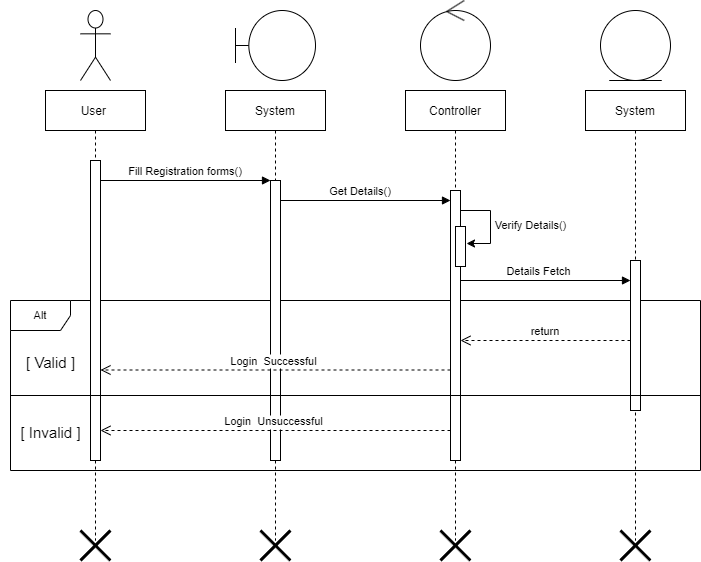 User
System
Controller
System
Fill Registration forms()
Get Details()
Verify Details()
Details Fetch
Alt
return
[ Valid ]
Login Successful
Login Unsuccessful
[ Invalid ]